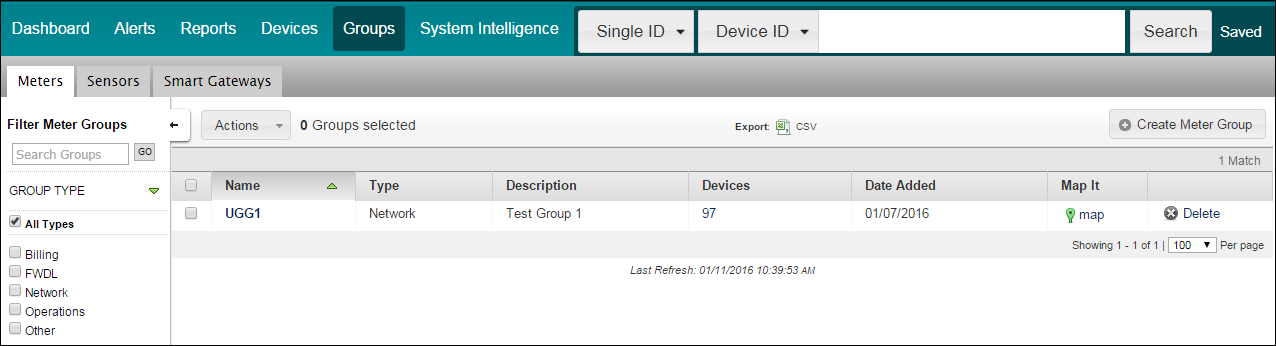 Dashboard Alerts Reports Devices Groups System Intelligence Single ID Device ID Search Saved
Meters Sensors Smart Gateways
Filter Meter Groups
Search Groups GO
GROUP TYPE
All Types
Billing
FWDL
Network
Operations
Other
Actions 0 Groups selected Export: CSV Create Meter Group
1 Match
Name Type Description Devices Date Added Map It
UGG1 Network Test Group 1 97 01/07/2016 map Delete
Showing 1 - 1 of 1 | 100 Per page
Last Refresh: 01/11/2016 10:39:53 AM